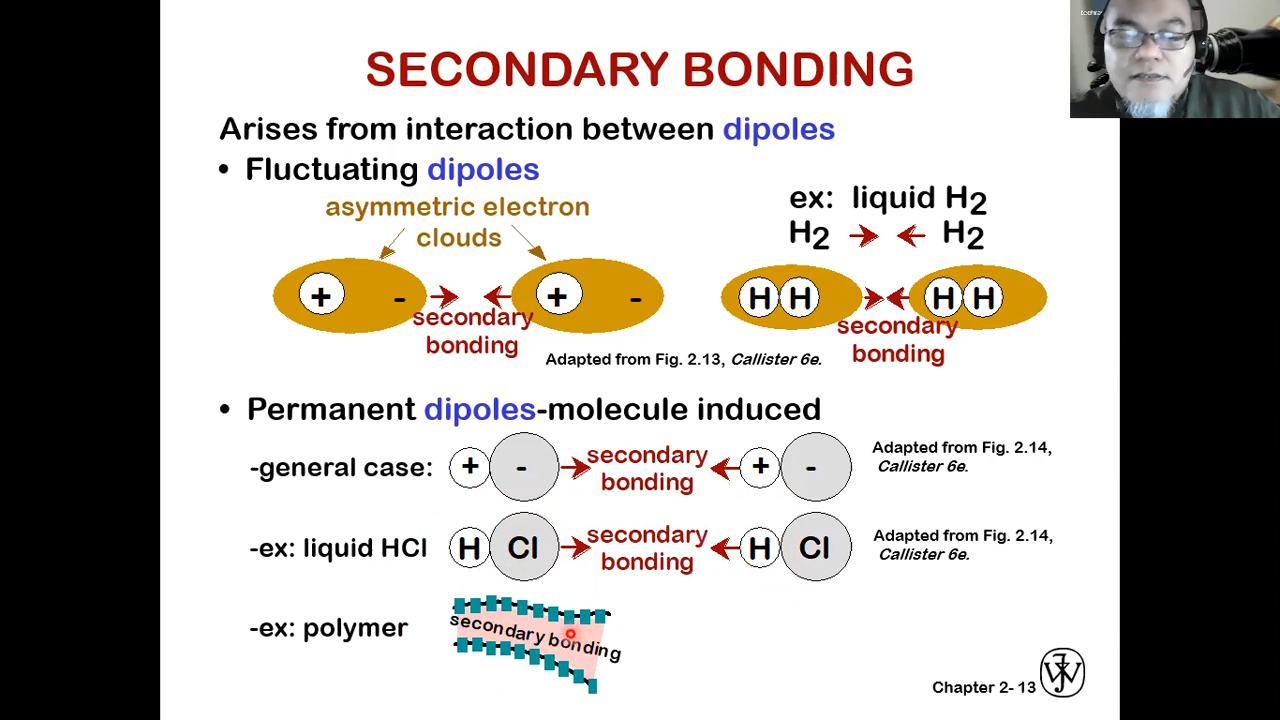 SECONDARY BONDING
Arises from interaction between dipoles
• Fluctuating dipoles
asymmetric electron
clouds
ex: liquid H2
H2 H2
+ - + -
H H H H
secondary
bonding
secondary
bonding
Adapted from Fig. 2.13, Callister 6e.
• Permanent dipoles-molecule induced
-general case: + - secondary bonding + -
Adapted from Fig. 2.14,
Callister 6e.
-ex: liquid HCl H Cl secondary bonding H Cl
Adapted from Fig. 2.14,
Callister 6e.
-ex: polymer secondary bonding
Chapter 2- 13